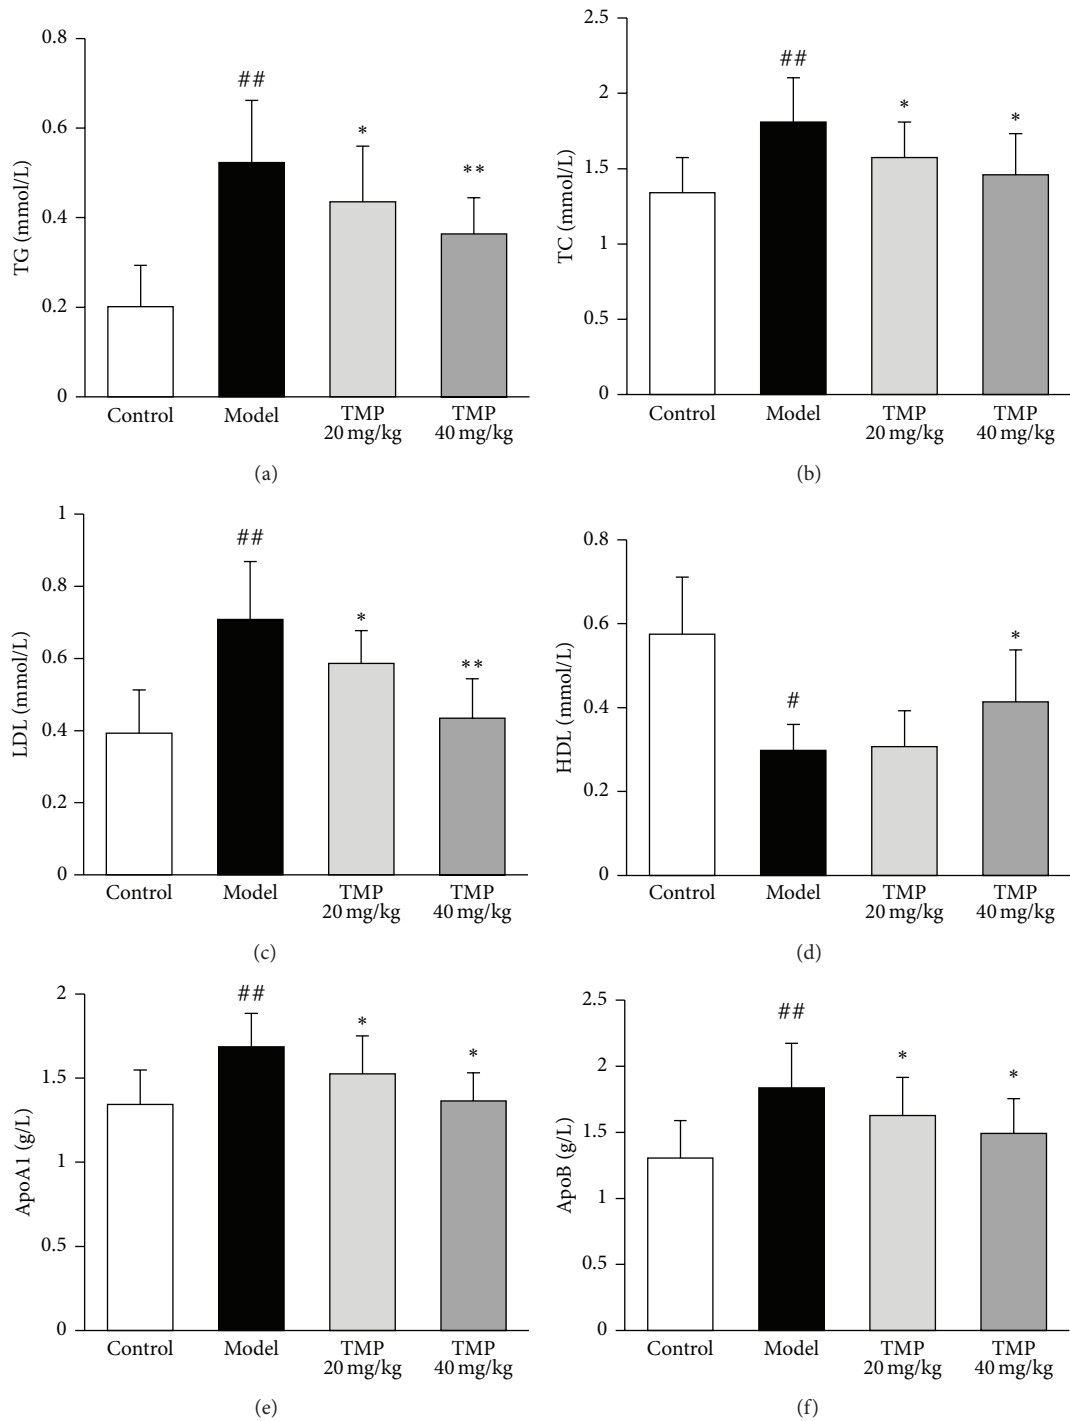 TG (mmol/L)
0.8
0.6
0.4
0.2
0
##
*
**
Control
Model
TMP
20 mg/kg
TMP
40 mg/kg
(a)
TC (mmol/L)
2.5
2
1.5
1
0.5
0
##
*
*
Control
Model
TMP
20 mg/kg
TMP
40 mg/kg
(b)
LDL (mmol/L)
1
0.8
0.6
0.4
0.2
0
##
*
**
Control
Model
TMP
20 mg/kg
TMP
40 mg/kg
(c)
HDL (mmol/L)
0.8
0.6
0.4
0.2
0
#
*
Control
Model
TMP
20 mg/kg
TMP
40 mg/kg
(d)
ApoA1 (g/L)
2
1.5
1
0.5
0
##
*
*
Control
Model
TMP
20 mg/kg
TMP
40 mg/kg
(e)
ApoB (g/L)
2.5
2
1.5
1
0.5
0
##
*
*
Control
Model
TMP
20 mg/kg
TMP
40 mg/kg
(f)